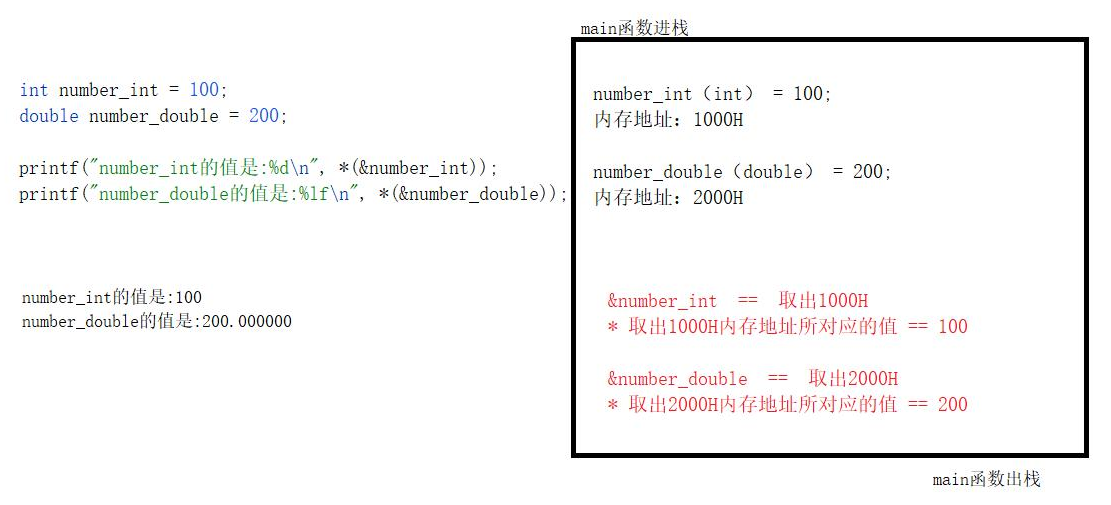 main函数进栈
int number_int = 100;
double number_double = 200;
printf("number_int的值是:%d\n", *(&number_int));
printf("number_double的值是:%lf\n", *(&number_double));
number_int的值是:100
number_double的值是:200.000000
number_int（int） = 100;
内存地址：1000H
number_double（double） = 200;
内存地址：2000H
&number_int == 取出1000H
* 取出1000H内存地址所对应的值 == 100
&number_double == 取出2000H
* 取出2000H内存地址所对应的值 == 200
main函数出栈